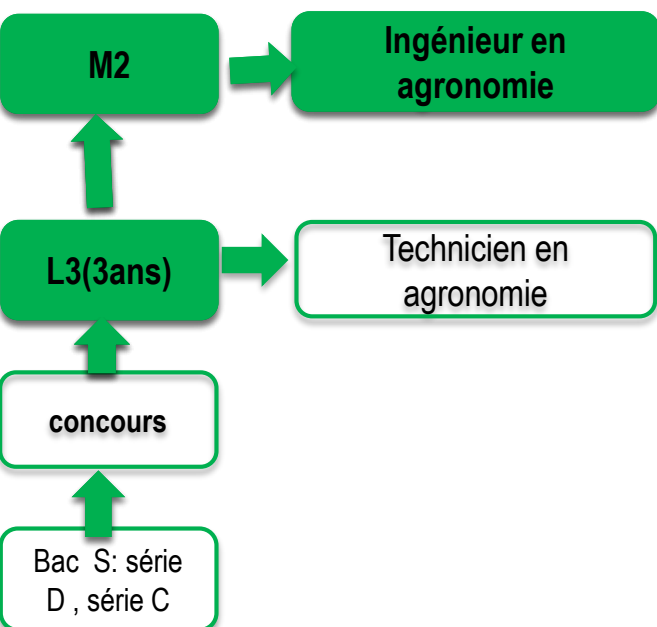 M2
Ingénieur en
agronomie
L3(3ans)
Technicien en
agronomie
concours
Bac S: série
D , série C